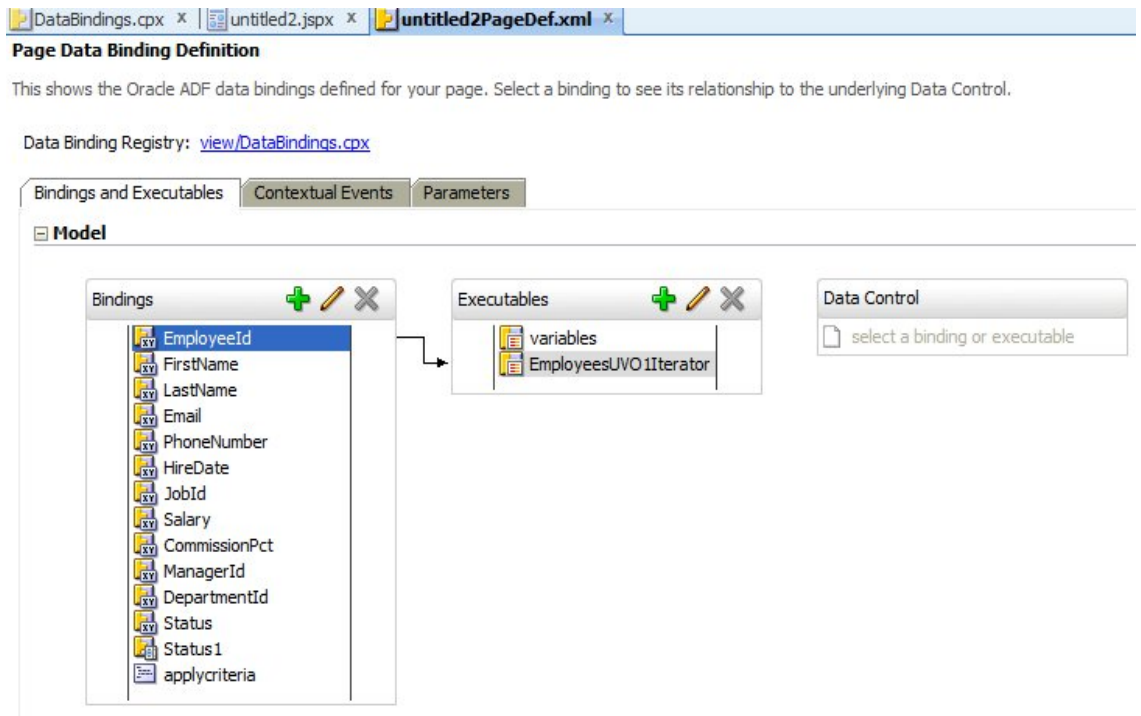 DataBindings.cpx x untitled2.jspx x untitled2PageDef.xml x
Page Data Binding Definition
This shows the Oracle ADF data bindings defined for your page. Select a binding to see its relationship to the underlying Data Control.
Data Binding Registry: view/DataBindings.cpx
Bindings and Executables Contextual Events Parameters
Model
Bindings
EmployeeId
FirstName
LastName
Email
PhoneNumber
HireDate
JobId
Salary
CommissionPct
ManagerId
DepartmentId
Status
Status1
applycriteria
Executables
variables
EmployeesUVO1Iterator
Data Control
select a binding or executable